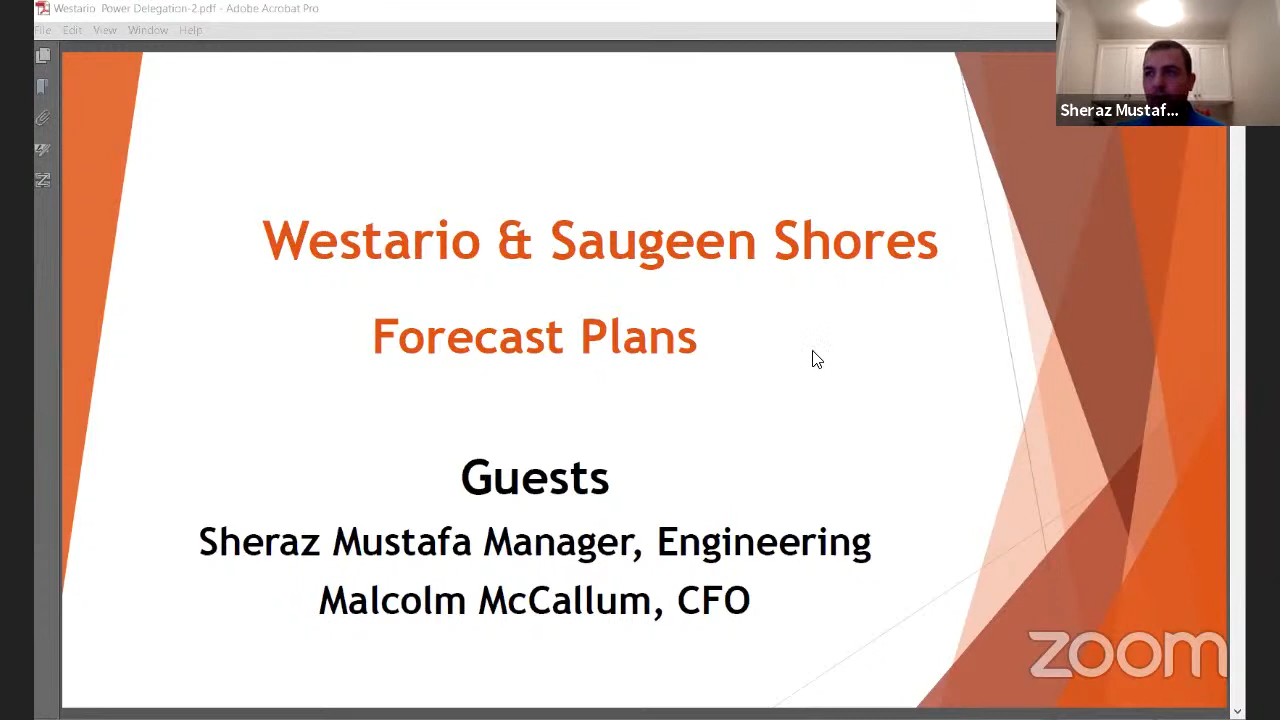 Westario Power Delegation-2.pdf - Adobe Acrobat Pro
File Edit View Window Help
Sheraz Mustaf...
Westario & Saugeen Shores
Forecast Plans
Guests
Sheraz Mustafa Manager, Engineering
Malcolm McCallum, CFO
zoom